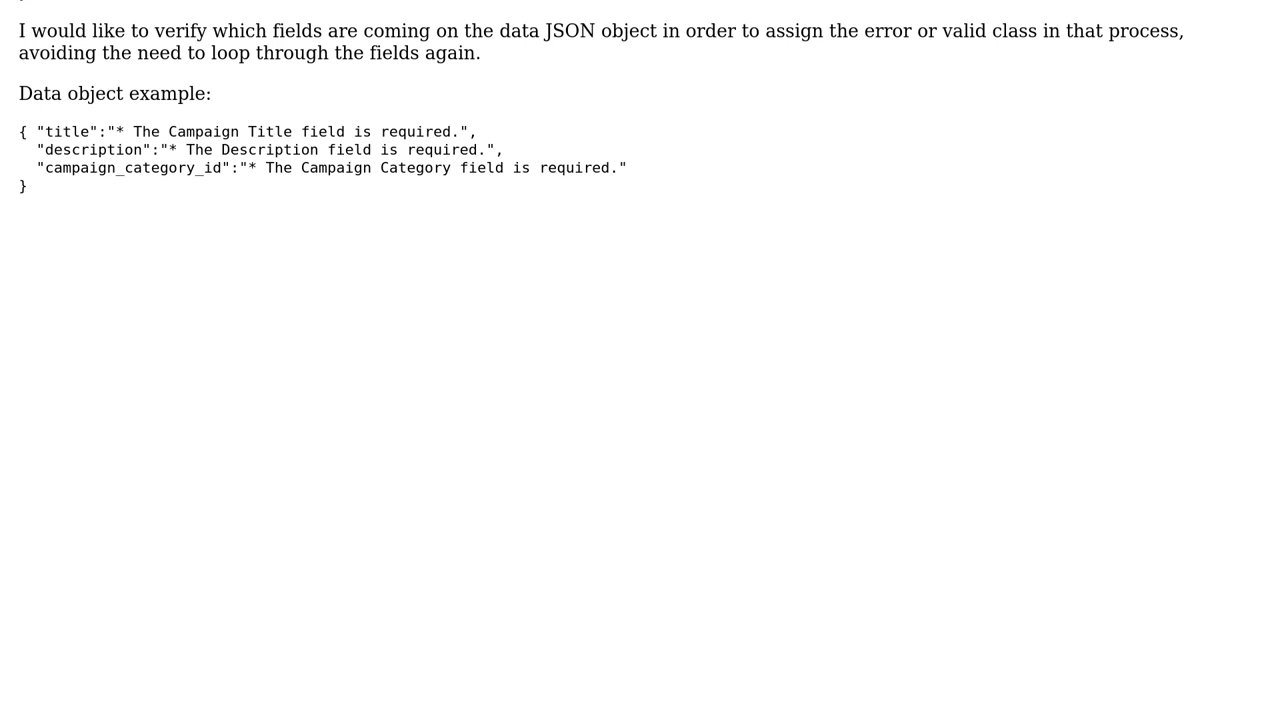 I would like to verify which fields are coming on the data JSON object in order to assign the error or valid class in that process,
avoiding the need to loop through the fields again.
Data object example:
{ "title":"* The Campaign Title field is required.",
  "description":"* The Description field is required.",
  "campaign_category_id":"* The Campaign Category field is required."
}